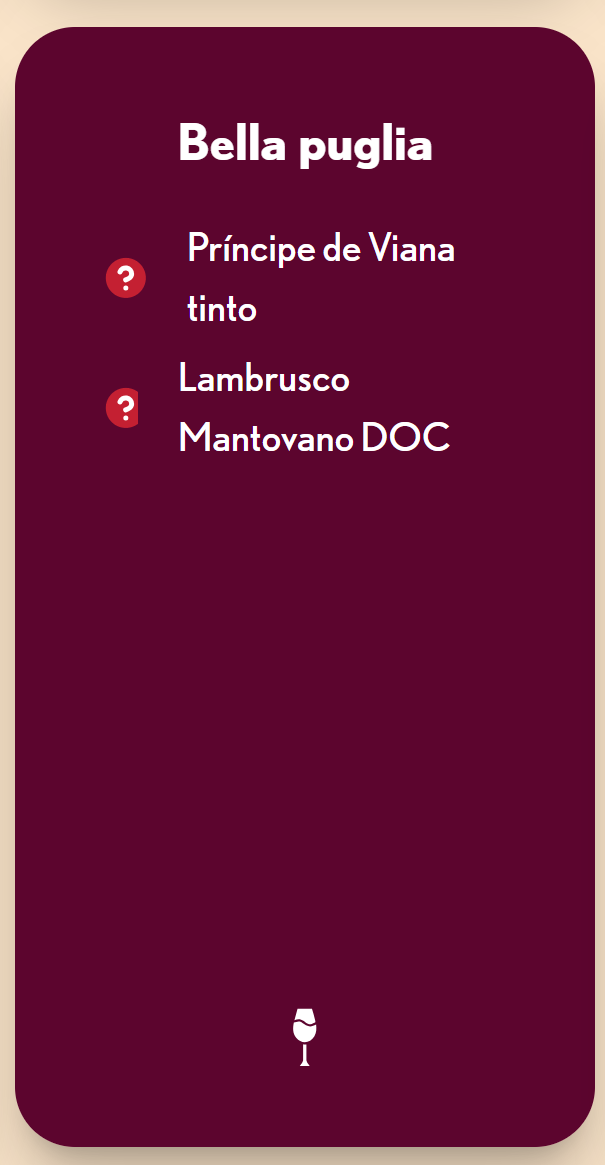 Bella puglia
Príncipe de Viana
tinto
?
Lambrusco
Mantovano DOC
?